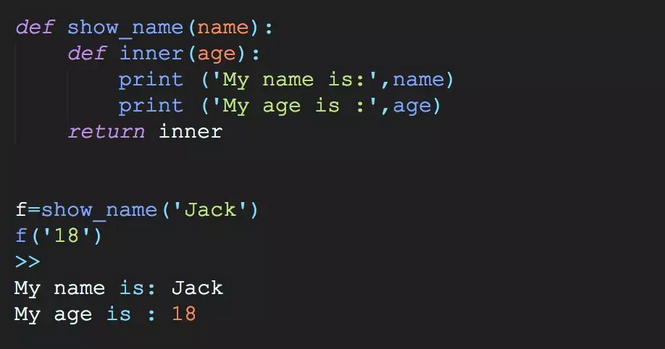 def show_name(name):
    def inner(age):
        print ('My name is:',name)
        print ('My age is :',age)
    return inner
f=show_name('Jack')
f('18')
>>
My name is: Jack
My age is : 18